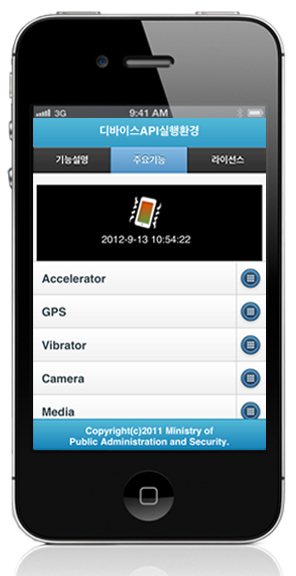 3G 9:41 AM
디바이스API실행환경
기능설명 주요기능 라이선스
2012-9-13 10:54:22
Accelerator
GPS
Vibrator
Camera
Media
Copyright(c)2011 Ministry of
Public Administration and Security.